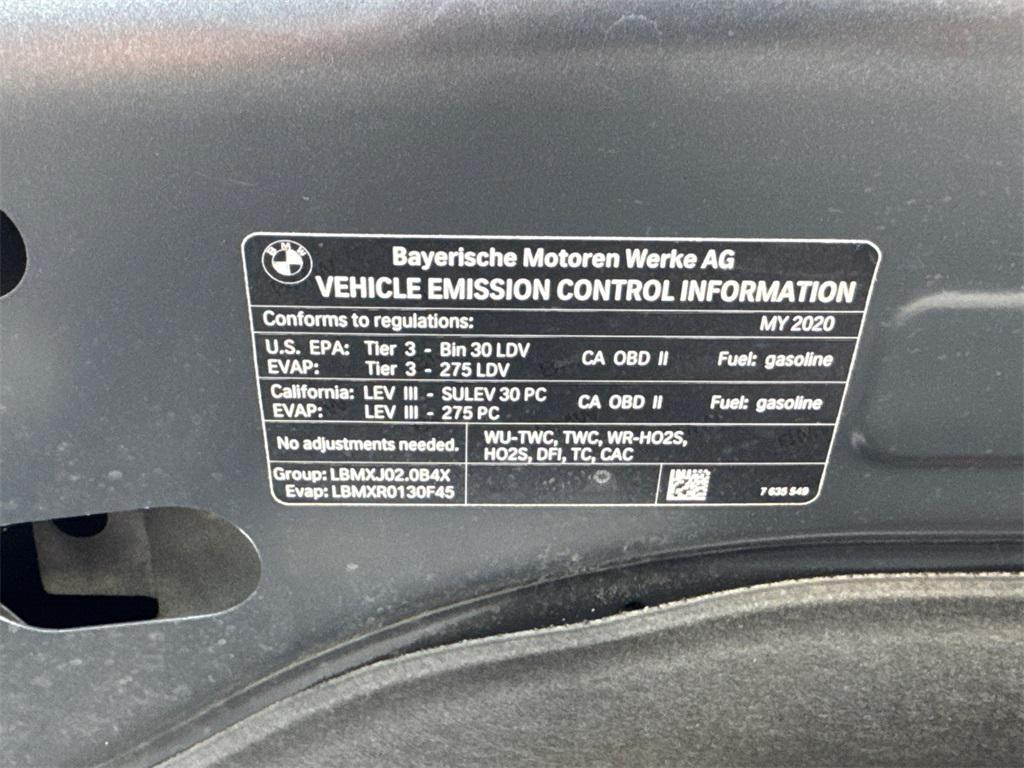 BMW
Bayerische Motoren Werke AG
VEHICLE EMISSION CONTROL INFORMATION
Conforms to regulations: MY 2020
U.S. EPA: Tier 3 - Bin 30 LDV CA OBD II Fuel: gasoline
EVAP: Tier 3 - 275 LDV
California: LEV III - SULEV 30 PC CA OBD II Fuel: gasoline
EVAP: LEV III - 275 PC
No adjustments needed. WU-TWC, TWC, WR-HO2S,
HO2S, DFI, TC, CAC
Group: LBMXJ02.0B4X
Evap: LBMXR0130F45 7 635 549